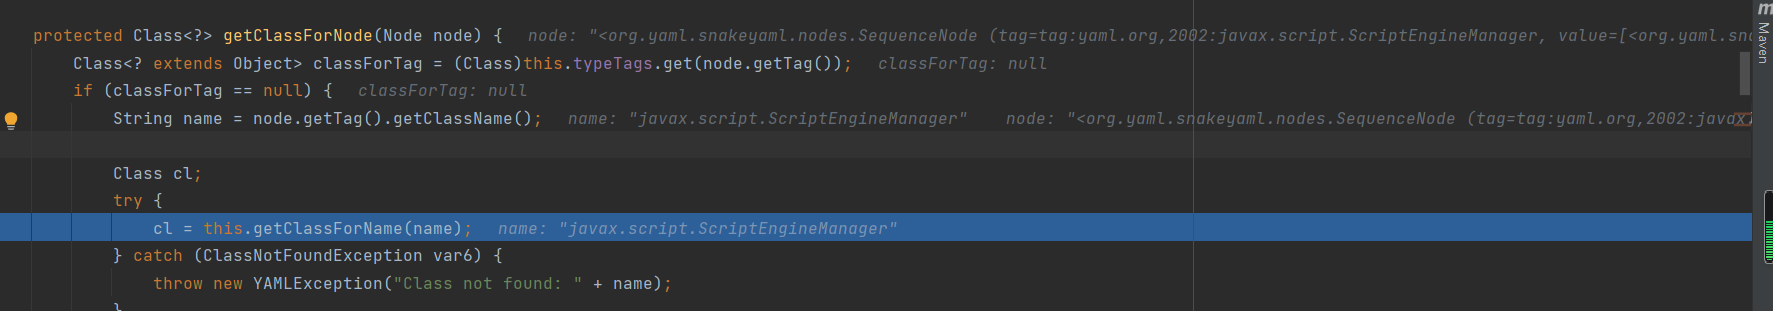 protected Class<?> getClassForNode(Node node) {   node: "<org.yaml.snakeyaml.nodes.SequenceNode (tag=tag:yaml.org,2002:javax.script.ScriptEngineManager, value=[<org.yaml.sna
Class<? extends Object> classForTag = (Class)this.typeTags.get(node.getTag());   classForTag: null
if (classForTag == null) {   classForTag: null
String name = node.getTag().getClassName();   name: "javax.script.ScriptEngineManager"   node: "<org.yaml.snakeyaml.nodes.SequenceNode (tag=tag:yaml.org,2002:javax
Class cl;
try {
cl = this.getClassForName(name);   name: "javax.script.ScriptEngineManager"
} catch (ClassNotFoundException var6) {
throw new YAMLException("Class not found: " + name);
}
m
Maven